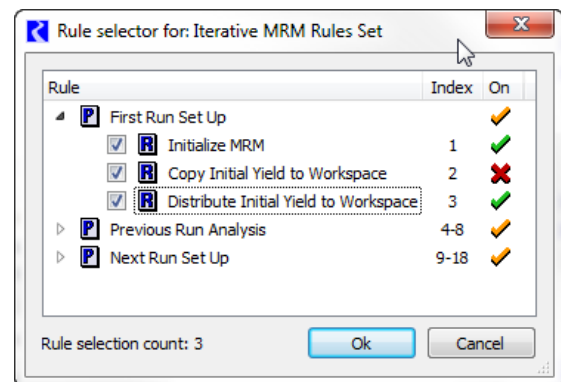 Rule selector for: Iterative MRM Rules Set
Rule Index On
P First Run Set Up
R Initialize MRM 1
R Copy Initial Yield to Workspace 2
R Distribute Initial Yield to Workspace 3
P Previous Run Analysis 4-8
P Next Run Set Up 9-18
Rule selection count: 3 Ok Cancel